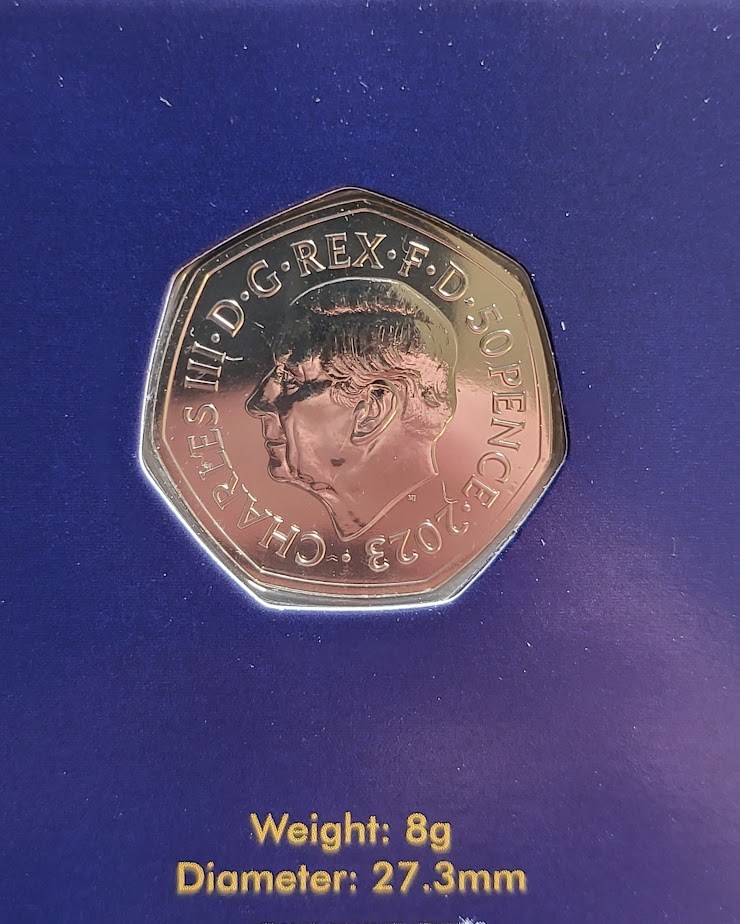 CHARLES III·D·G·REX·F·D·50 PENCE·2023·
Weight: 8g
Diameter: 27.3mm